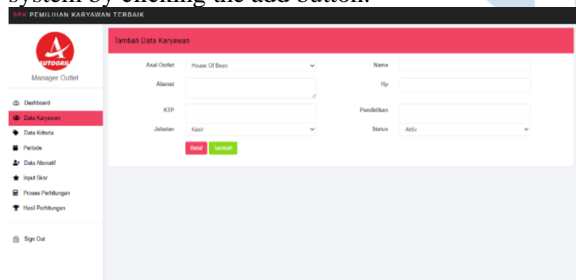 system by clicking the add button.
SPK PEMILIHAN KARYAWAN TERBAIK
AUTOGRILL
Manager Outlet
Dashboard
Data Karyawan
Data Kriteria
Periode
Data Alternatif
Input Skor
Proses Perhitungan
Hasil Perhitungan
Sign Out
Tambah Data Karyawan
Asal Outlet House Of Bean Nama
Alamat Hp
KTP Pendidikan
Jabatan Kasir Status Aktiv
Batal Tambah